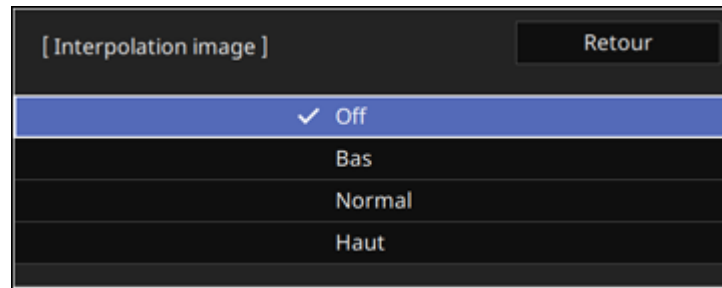 [ Interpolation image ]
Retour
Off
Bas
Normal
Haut